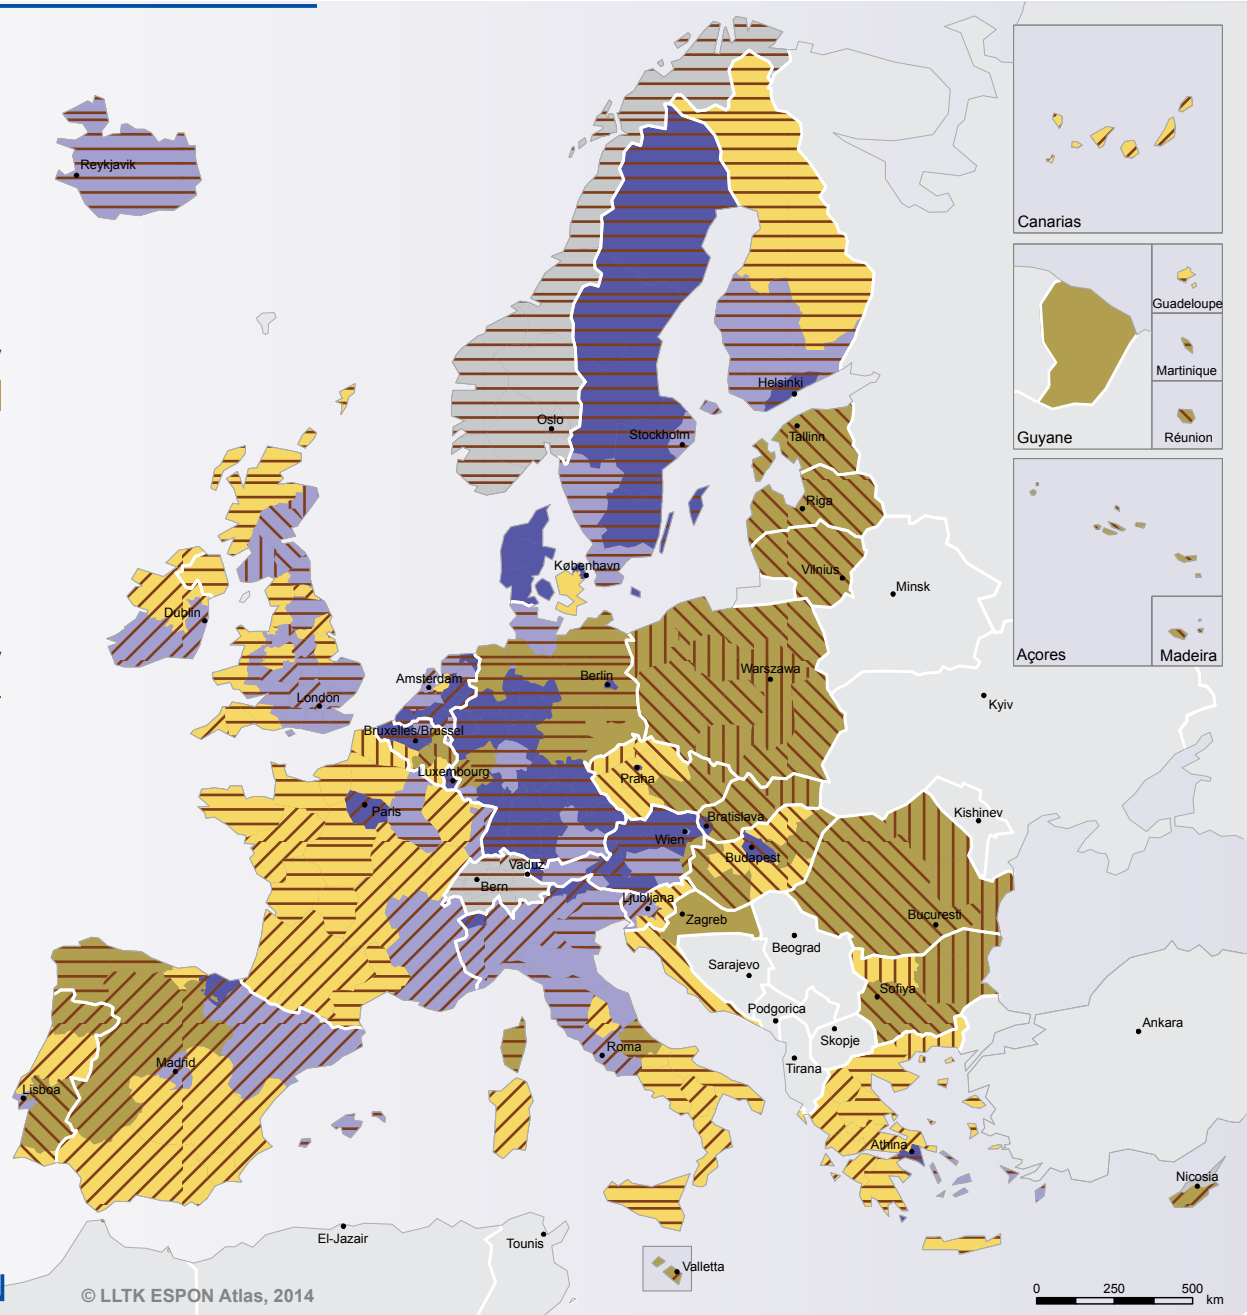 Reykjavik
Canarias
Guadeloupe
Martinique
Guyane
Réunion
Helsinki
Oslo
Stockholm
Tallinn
Riga
København
Vilnius
Minsk
Dublin
Açores
Madeira
Amsterdam
Berlin
Warszawa
London
Kyiv
Bruxelles/Brussel
Luxembourg
Praha
Paris
Kishinev
Bratislava
Wien
Budapest
Vaduz
Bern
Ljubljana
Zagreb
Bucuresti
Beograd
Sarajevo
Sofiya
Podgorica
Ankara
Skopje
Roma
Madrid
Tirana
Lisboa
Athina
Nicosia
El-Jazair
Tounis
Valletta
© LLTK ESPON Atlas, 2014
0 250 500
km